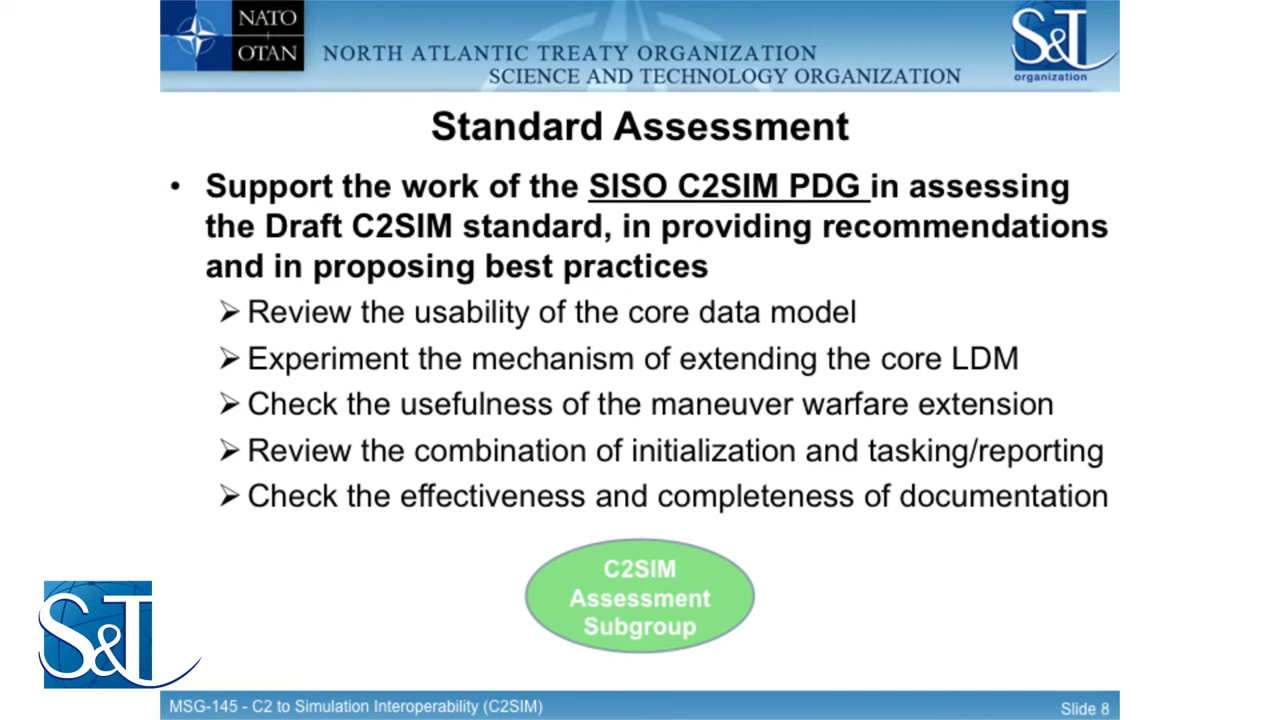 NATO
OTAN
NORTH ATLANTIC TREATY ORGANIZATION
SCIENCE AND TECHNOLOGY ORGANIZATION
S&T
organization
Standard Assessment
• Support the work of the SISO C2SIM PDG in assessing
the Draft C2SIM standard, in providing recommendations
and in proposing best practices
➢ Review the usability of the core data model
➢ Experiment the mechanism of extending the core LDM
➢ Check the usefulness of the maneuver warfare extension
➢ Review the combination of initialization and tasking/reporting
➢ Check the effectiveness and completeness of documentation
C2SIM
Assessment
Subgroup
S&T
MSG-145 - C2 to Simulation Interoperability (C2SIM)
Slide 8